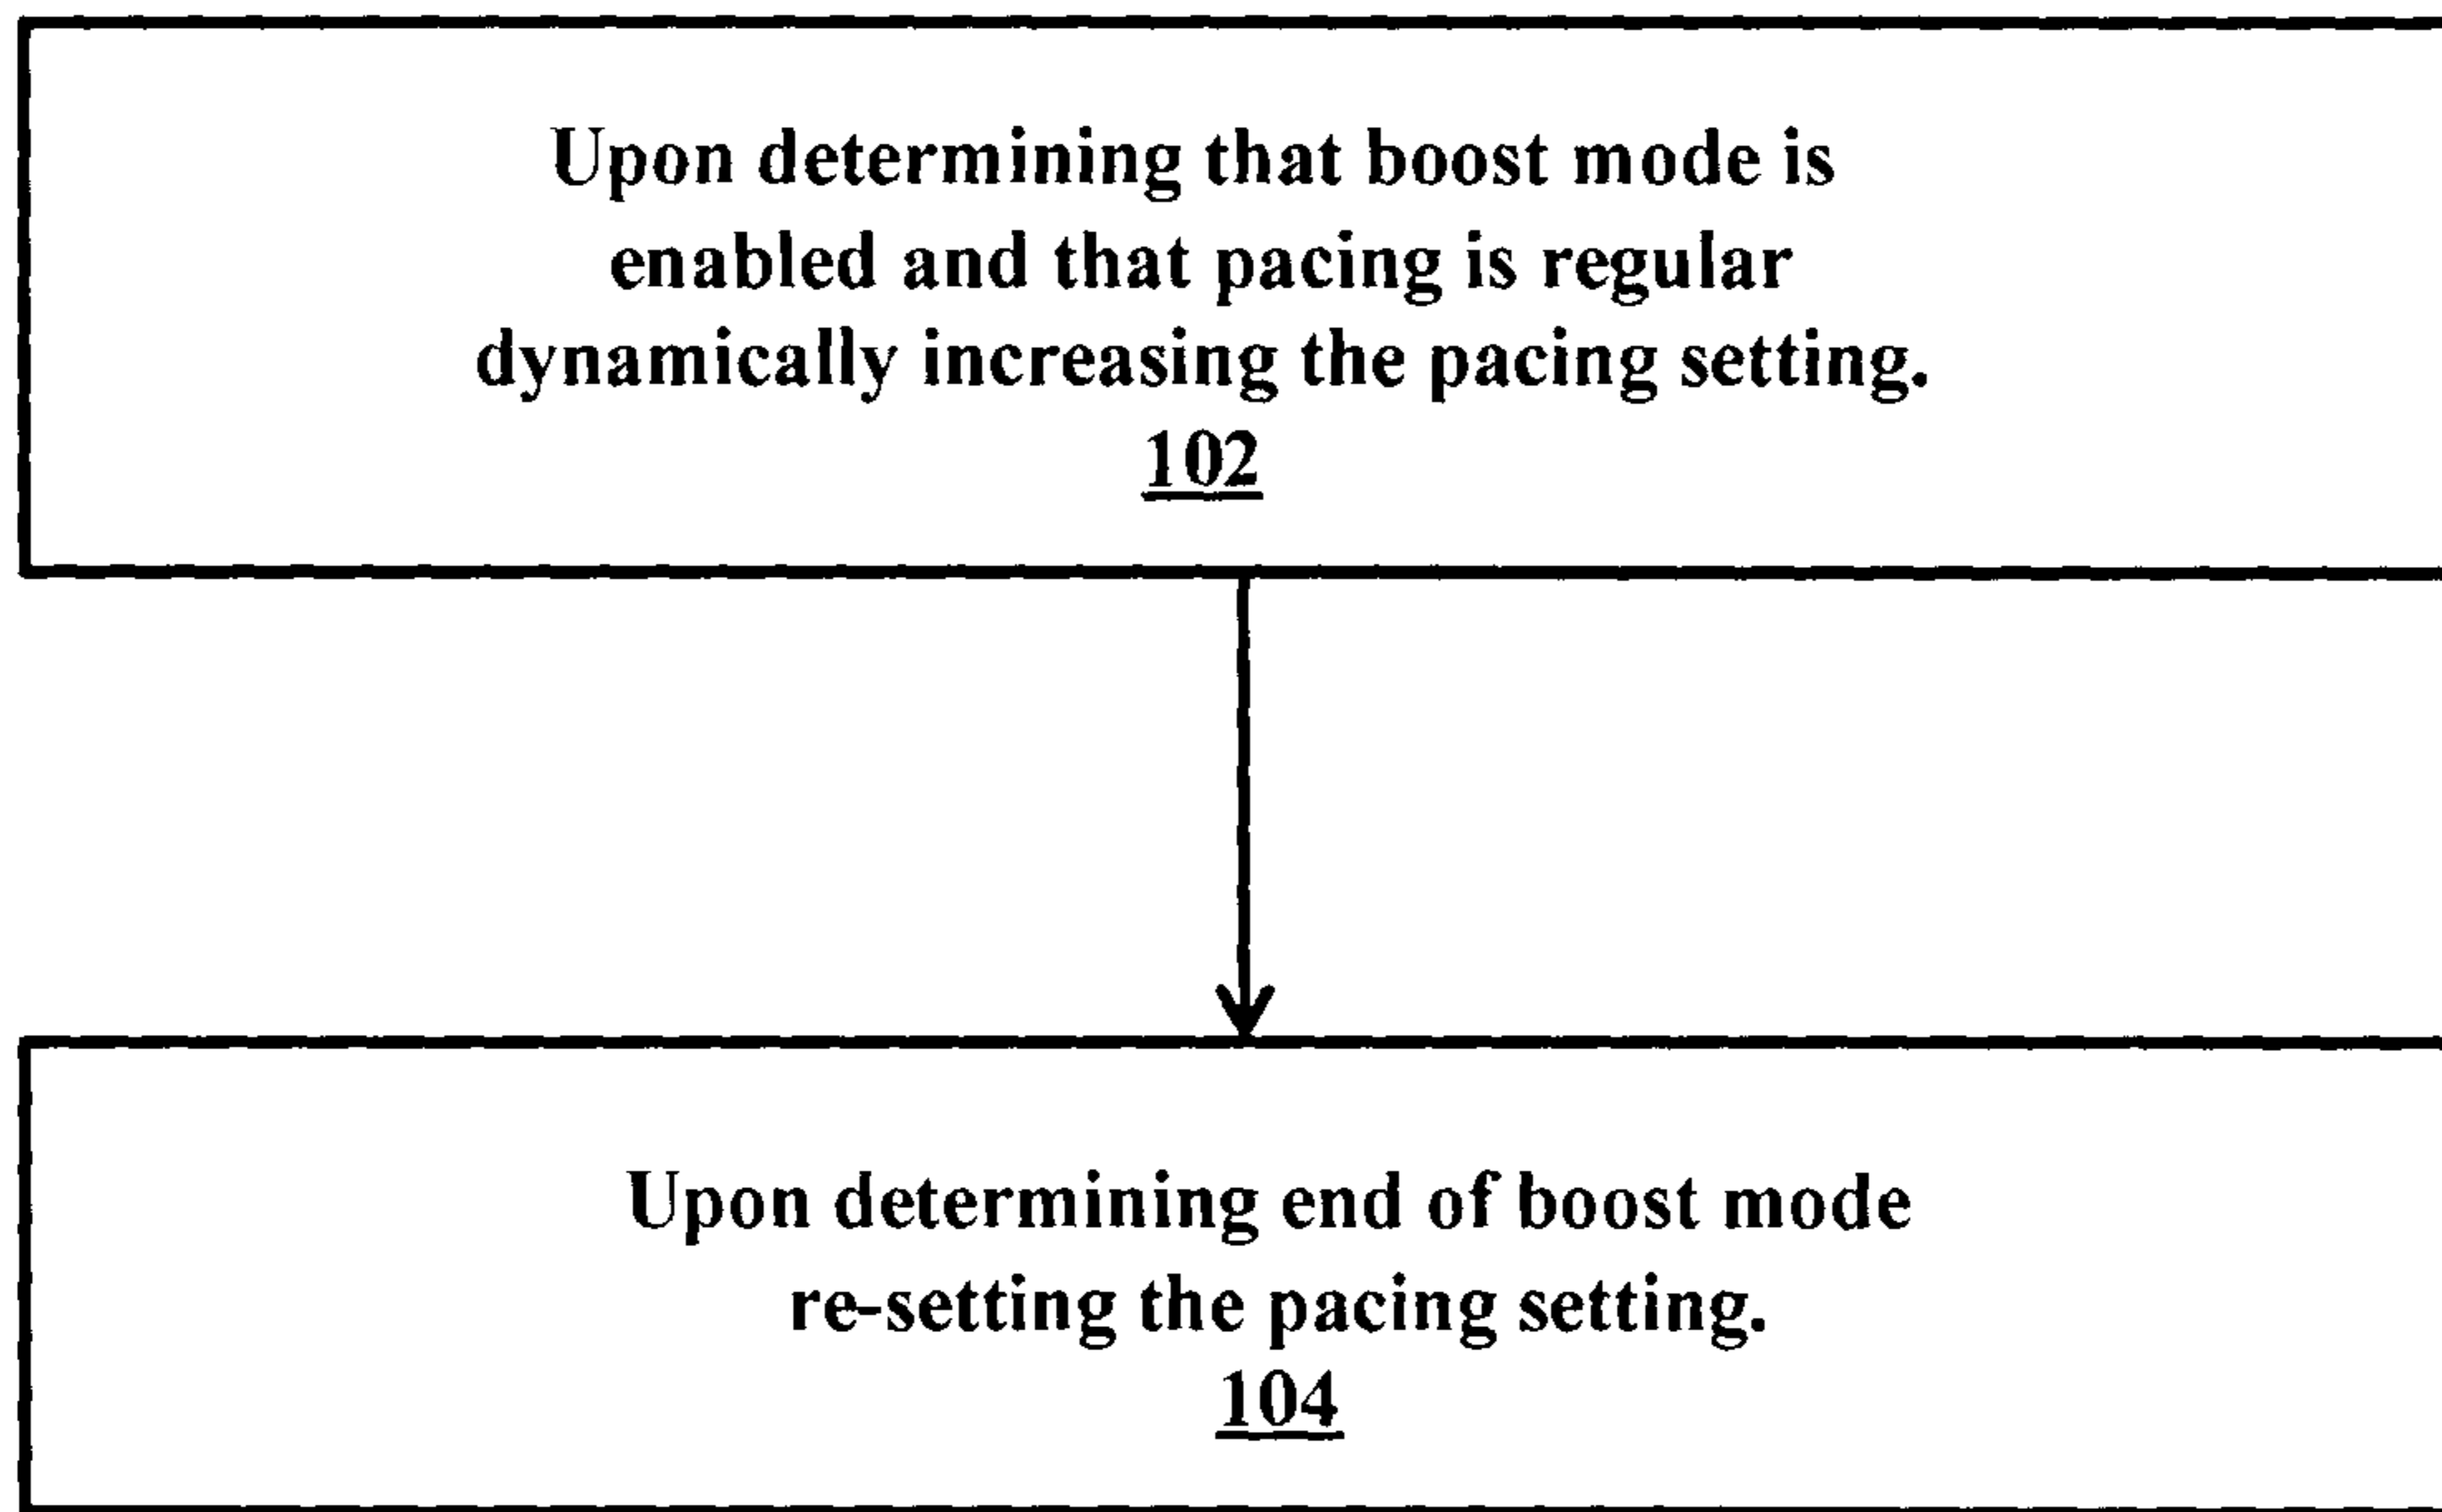 Upon determining that boost mode is
enabled and that pacing is regular
dynamically increasing the pacing setting.
102
Upon determining end of boost mode
re-setting the pacing setting.
104